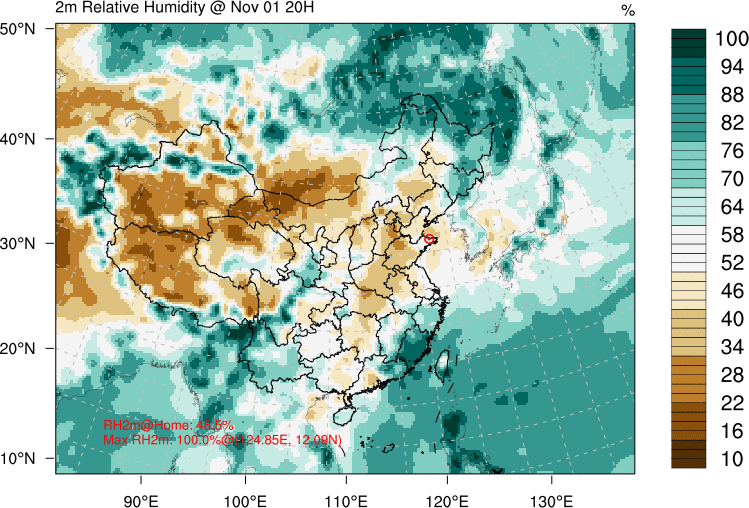 2m Relative Humidity @ Nov 01 20H
%
50°N
40°N
30°N
20°N
10°N
90°E
100°E
110°E
120°E
130°E
100
94
88
82
76
70
64
58
52
46
40
34
28
22
16
10
RH2m@Home: 48.5%
Max RH2m: 100.0%@(124.85E, 12.09N)